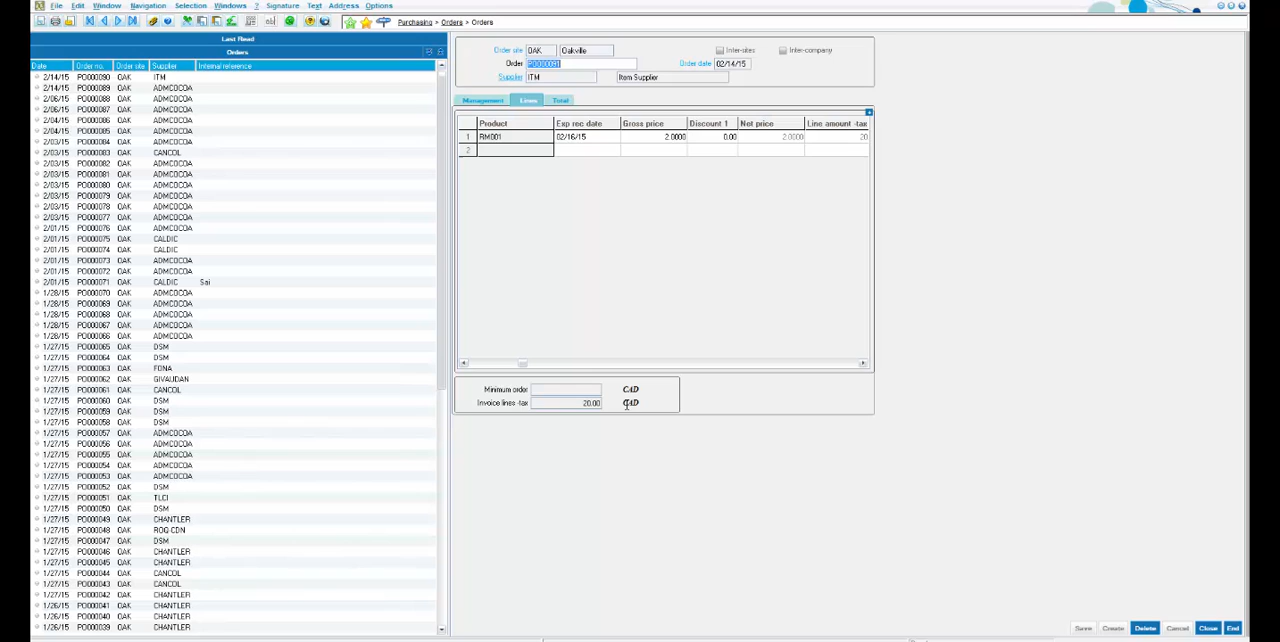 File Edit Window Navigation Selection Windows ? Signature Text Address Options
Purchasing > Orders > Orders
Last Read
Orders
Date Order no. Order site Supplier Internal reference
2/14/15 PO000090 OAK ITM
2/14/15 PO000089 OAK ADMCOCOA
2/06/15 PO000088 OAK ADMCOCOA
2/06/15 PO000087 OAK ADMCOCOA
2/04/15 PO000086 OAK ADMCOCOA
2/04/15 PO000085 OAK ADMCOCOA
2/03/15 PO000084 OAK ADMCOCOA
2/03/15 PO000083 OAK CANCOL
2/03/15 PO000082 OAK ADMCOCOA
2/03/15 PO000081 OAK ADMCOCOA
2/03/15 PO000080 OAK ADMCOCOA
2/03/15 PO000079 OAK ADMCOCOA
2/03/15 PO000078 OAK ADMCOCOA
2/03/15 PO000077 OAK ADMCOCOA
2/01/15 PO000076 OAK ADMCOCOA
2/01/15 PO000075 OAK CALDIC
2/01/15 PO000074 OAK CALDIC
2/01/15 PO000073 OAK ADMCOCOA
2/01/15 PO000072 OAK ADMCOCOA
2/01/15 PO000071 OAK CALDIC Sai
1/28/15 PO000070 OAK ADMCOCOA
1/28/15 PO000069 OAK ADMCOCOA
1/28/15 PO000068 OAK ADMCOCOA
1/28/15 PO000067 OAK ADMCOCOA
1/28/15 PO000066 OAK ADMCOCOA
1/27/15 PO000065 OAK DSM
1/27/15 PO000064 OAK DSM
1/27/15 PO000063 OAK FONA
1/27/15 PO000062 OAK GIVAUDAN
1/27/15 PO000061 OAK CANCOL
1/27/15 PO000060 OAK DSM
1/27/15 PO000059 OAK DSM
1/27/15 PO000058 OAK DSM
1/27/15 PO000057 OAK ADMCOCOA
1/27/15 PO000056 OAK ADMCOCOA
1/27/15 PO000055 OAK ADMCOCOA
1/27/15 PO000054 OAK ADMCOCOA
1/27/15 PO000053 OAK ADMCOCOA
1/27/15 PO000052 OAK DSM
1/27/15 PO000051 OAK TLCI
1/27/15 PO000050 OAK DSM
1/27/15 PO000049 OAK CHANTLER
1/27/15 PO000048 OAK ROQ CDN
1/27/15 PO000047 OAK DSM
1/27/15 PO000046 OAK CHANTLER
1/27/15 PO000045 OAK CHANTLER
1/27/15 PO000044 OAK CANCOL
1/27/15 PO000043 OAK CANCOL
1/27/15 PO000042 OAK CHANTLER
1/26/15 PO000041 OAK CHANTLER
1/26/15 PO000040 OAK CHANTLER
1/26/15 PO000039 OAK CHANTLER
Order site OAK Oakville Inter-sites Inter-company
Order PO000091 Order date 02/14/15
Supplier ITM Item Supplier
Management Lines Total
Product Exp rec date Gross price Discount 1 Net price Line amount -tax
1 RM001 02/16/15 2.0000 0.00 2.0000 20
2
Minimum order CAD
Invoice lines -tax 20.00 CAD
Save Create Delete Cancel Close End